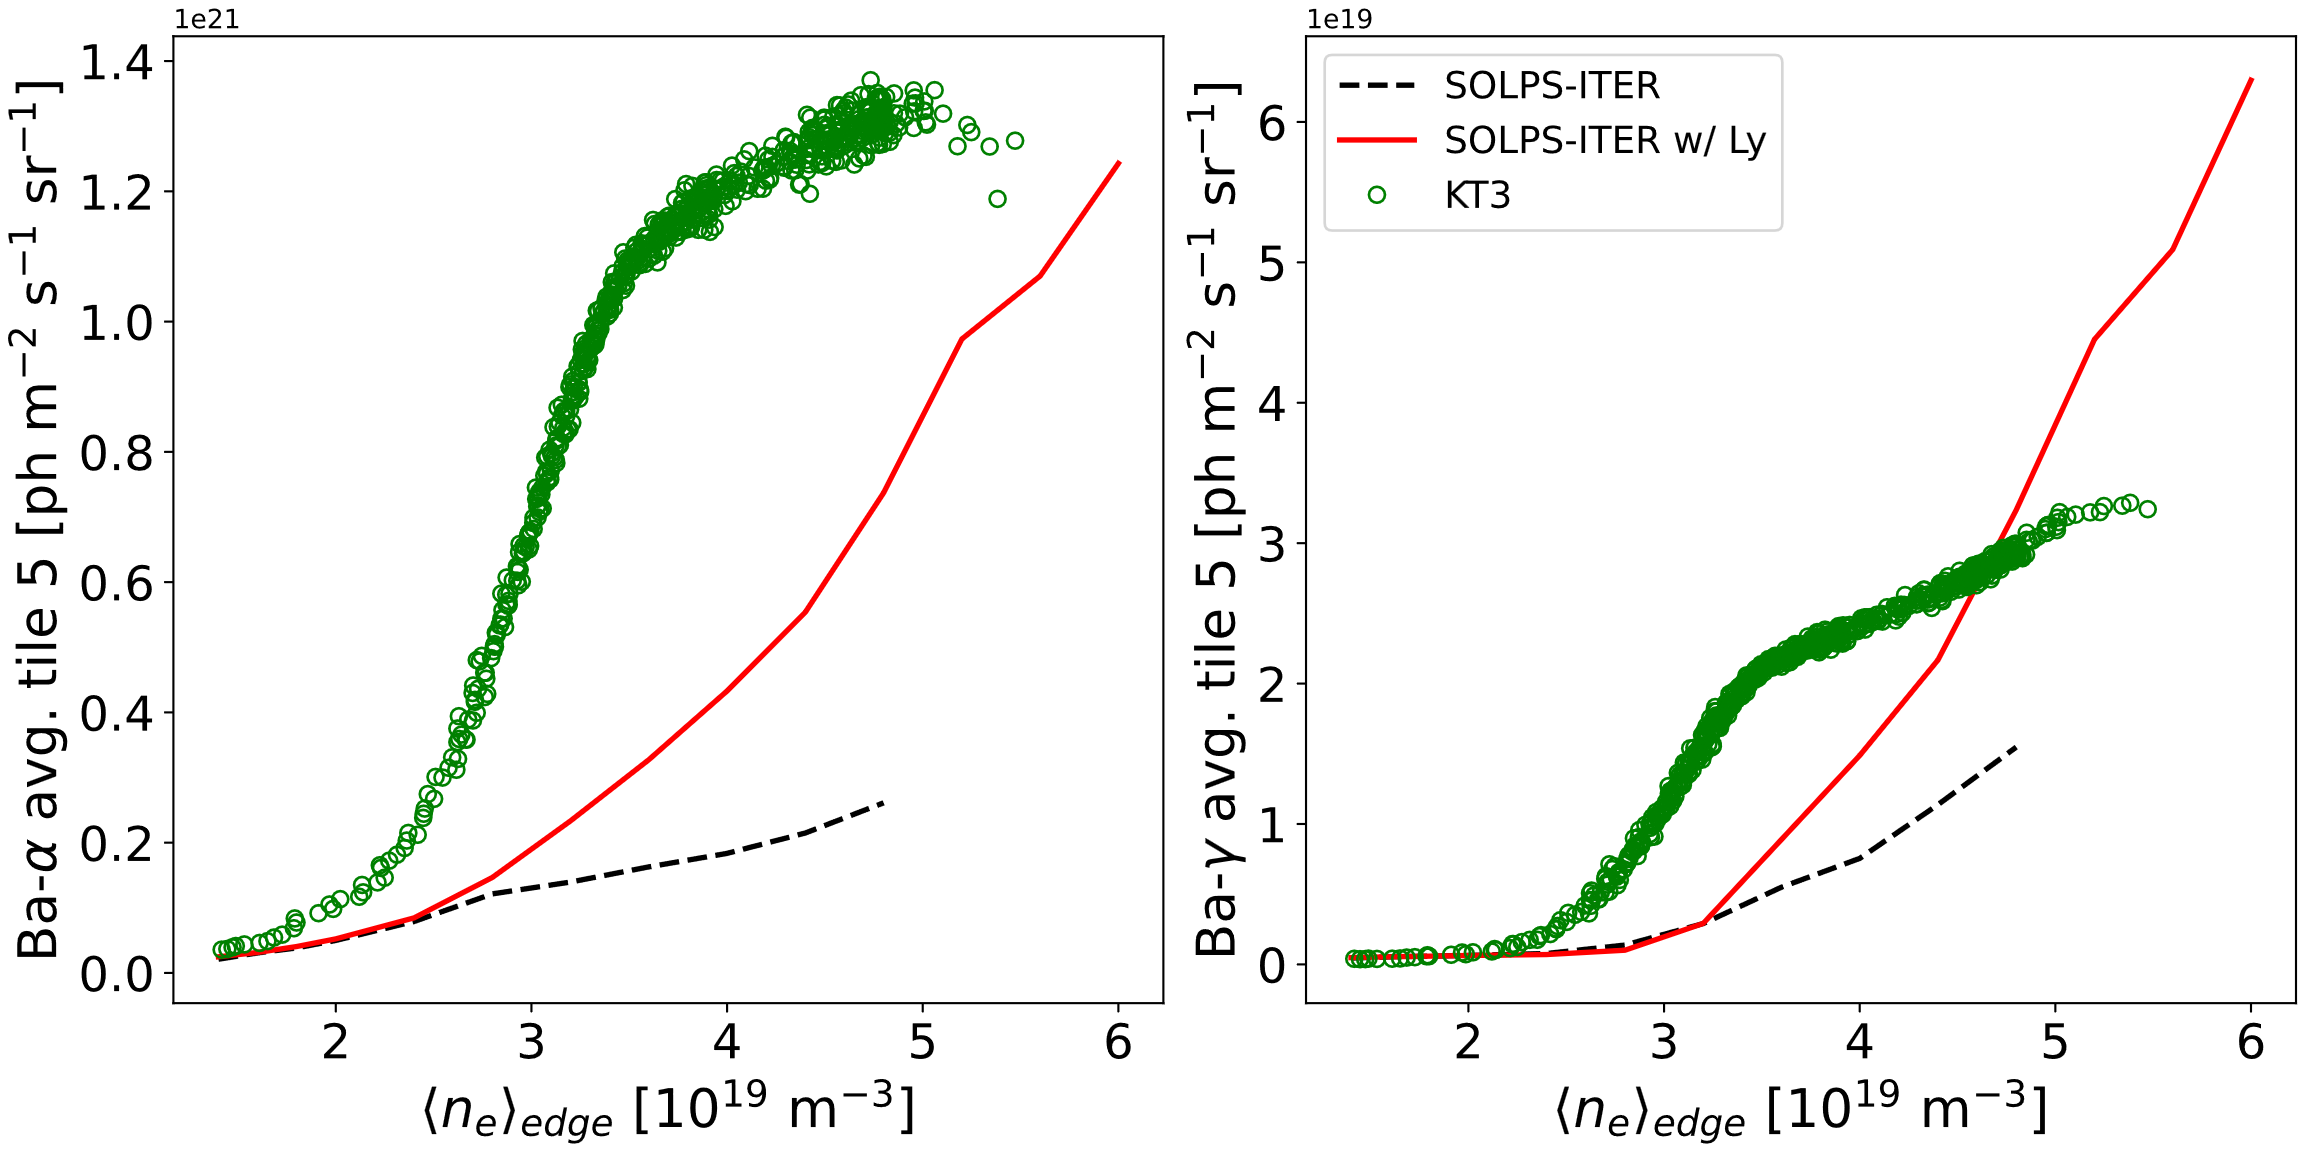 1e21
1.4
1.2
1.0
0.8
0.6
0.4
0.2
0.0
Ba-α avg. tile 5 [ph m⁻² s⁻¹ sr⁻¹]
2 3 4 5 6
⟨nₑ⟩edge [10¹⁹ m⁻³]
1e19
SOLPS-ITER
SOLPS-ITER w/ Ly
KT3
6
5
4
3
2
1
0
Ba-γ avg. tile 5 [ph m⁻² s⁻¹ sr⁻¹]
2 3 4 5 6
⟨nₑ⟩edge [10¹⁹ m⁻³]